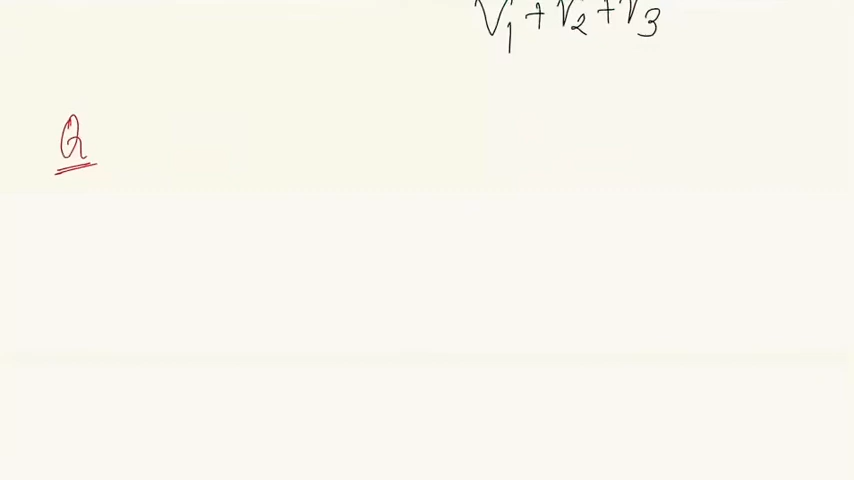 V₁ + V₂ + V₃
Q